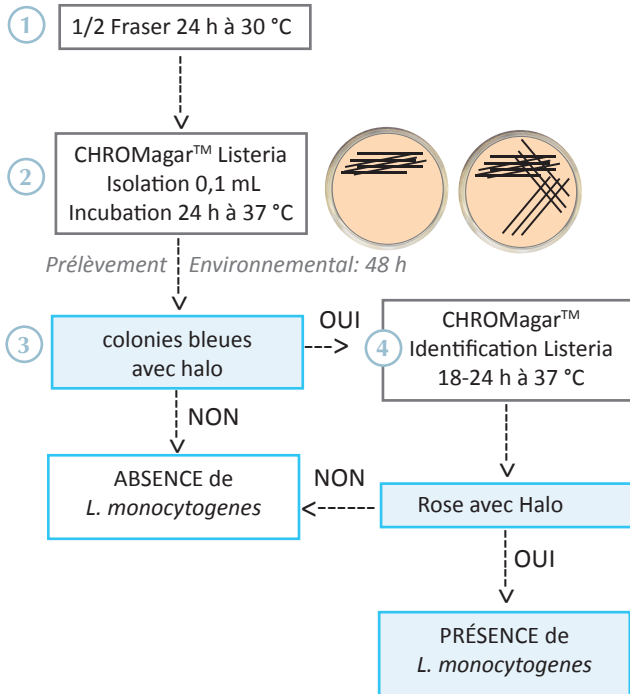 1
1/2 Fraser 24 h à 30 °C
2
CHROMagar™ Listeria
Isolation 0,1 mL
Incubation 24 h à 37 °C
Prélèvement Environnemental: 48 h
3
colonies bleues
avec halo
OUI
4
CHROMagar™
Identification Listeria
18-24 h à 37 °C
NON
ABSENCE de
L. monocytogenes
NON
Rose avec Halo
OUI
PRÉSENCE de
L. monocytogenes